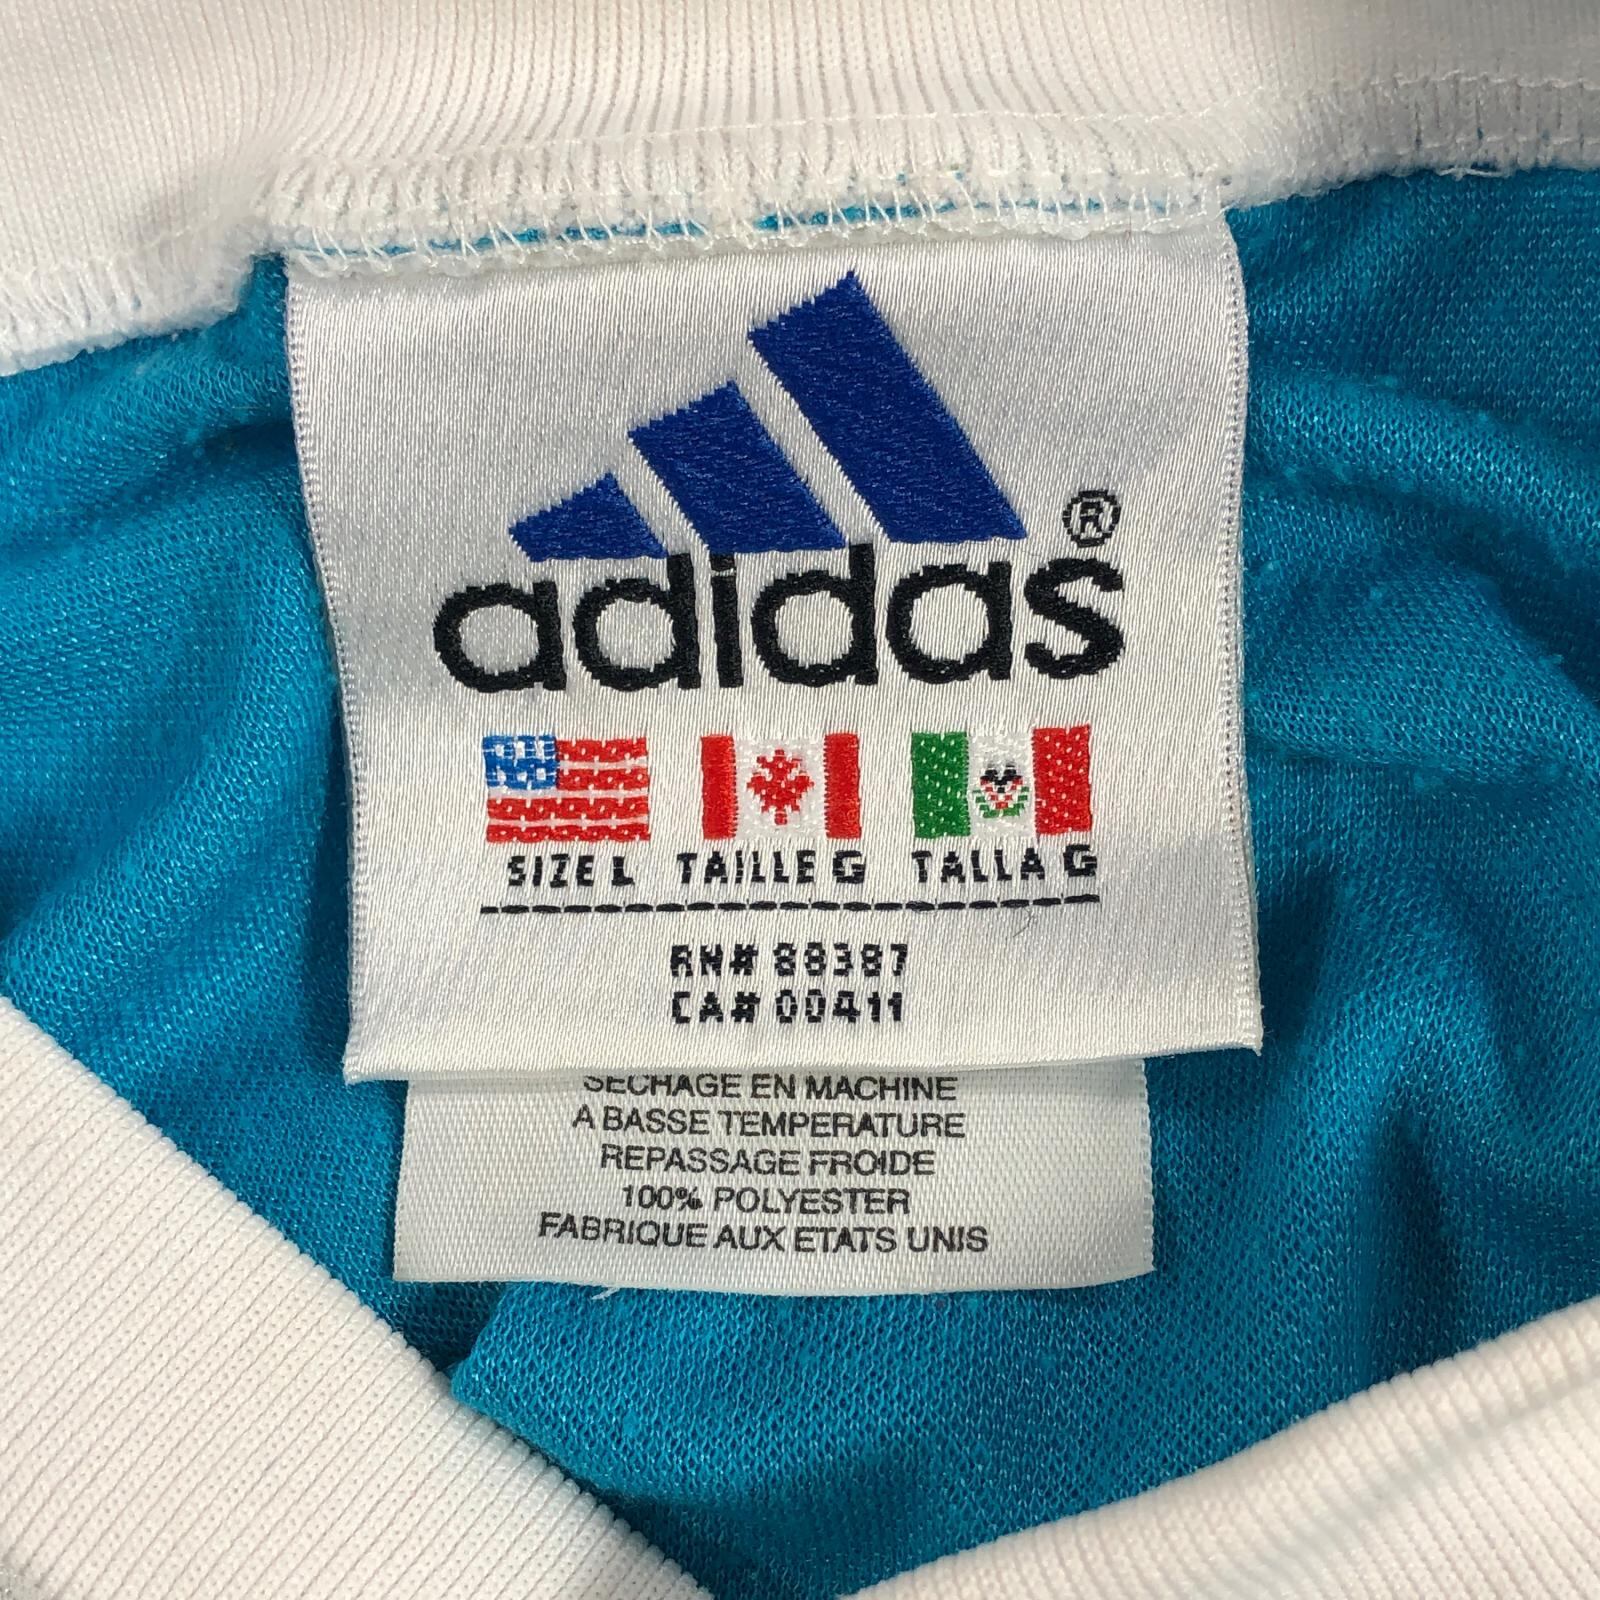 adidas®
SIZE L TAILLE G TALLA G
RN# 88387
CA# 00411
SECHAGE EN MACHINE
A BASSE TEMPERATURE
REPASSAGE FROIDE
100% POLYESTER
FABRIQUE AUX ETATS UNIS